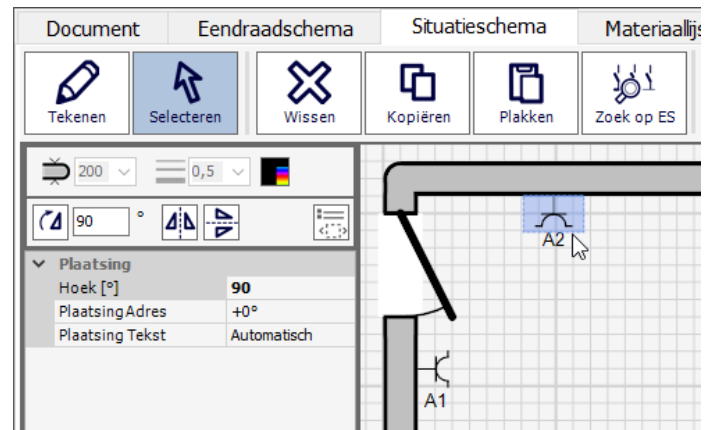 Document Eendraadschema Situatieschema Materiaallijs
Tekenen Selecteren Wissen Kopiëren Plakken Zoek op ES
200 0,5
90 °
Plaatsing
Hoek [°] 90
Plaatsing Adres +0°
Plaatsing Tekst Automatisch
A2
A1